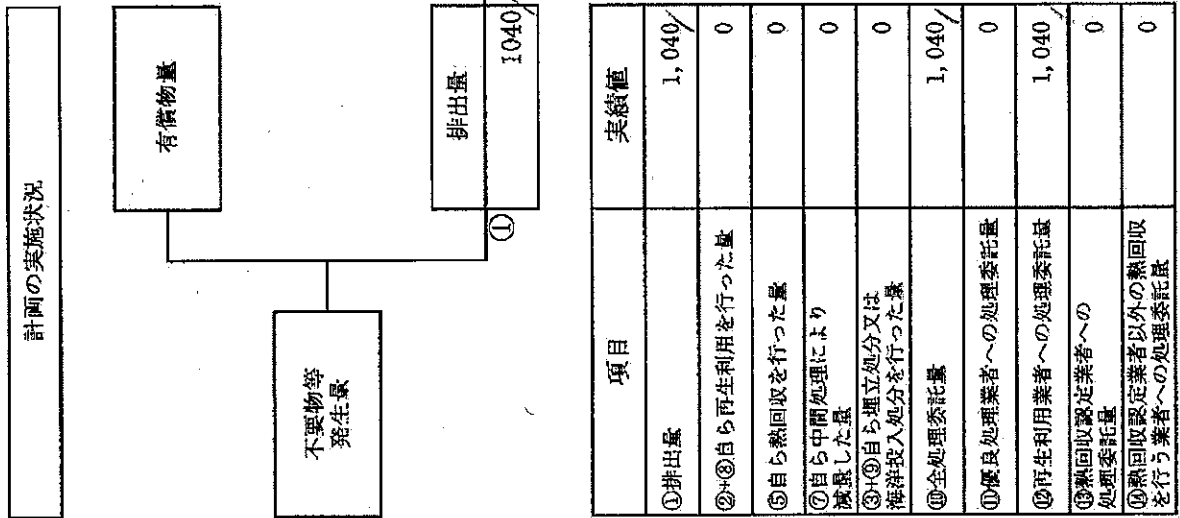 計画の実施状況
有償物量
不要物等
発生量
排出量
①
1040/
項目
実績値
①排出量
1,040/
②+⑧自ら再生利用を行った量
0
⑤自ら熱回収を行った量
0
⑦自ら中間処理により
減量した量
0
③+⑨自ら埋立処分又は
海洋投入処分を行った量
0
⑩全処理委託量
1,040/
⑪優良処理業者への処理委託量
0
⑫再生利用業者への処理委託量
1,040/
⑬熱回収認定業者への
処理委託量
0
⑭熱回収認定業者以外の熱回収
を行う業者への処理委託量
0